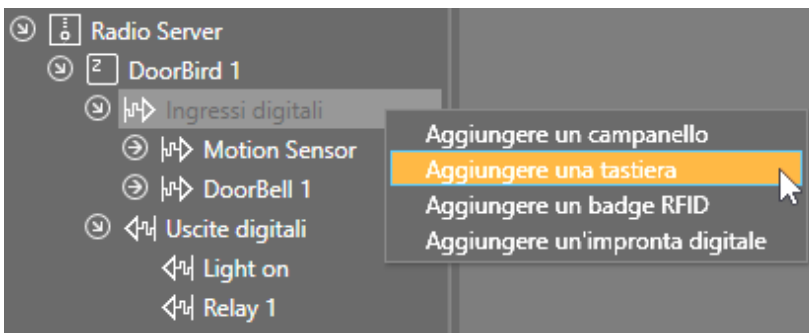 Radio Server
DoorBird 1
Ingressi digitali
Motion Sensor
DoorBell 1
Uscite digitali
Light on
Relay 1
Aggiungere un campanello
Aggiungere una tastiera
Aggiungere un badge RFID
Aggiungere un'impronta digitale